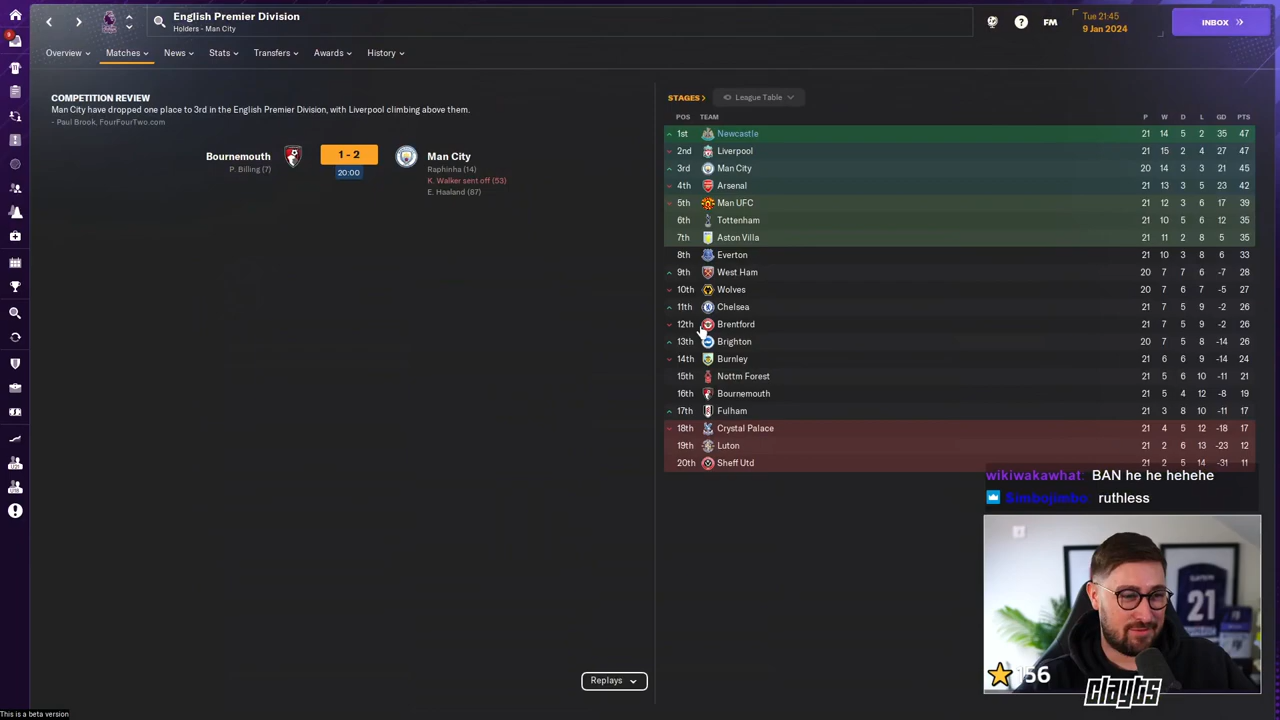 English Premier Division
Holders - Man City
FM
Tue 21:45
9 Jan 2024
INBOX
9
Overview
Matches
News
Stats
Transfers
Awards
History
COMPETITION REVIEW
Man City have dropped one place to 3rd in the English Premier Division, with Liverpool climbing above them.
- Paul Brook, FourFourTwo.com
Bournemouth 1 - 2 Man City
P. Billing (7) 20:00 Raphinha (14)
K. Walker sent off (53)
E. Haaland (87)
STAGES League Table
POS TEAM P W D L GD PTS
1st Newcastle 21 14 5 2 35 47
2nd Liverpool 21 15 2 4 27 47
3rd Man City 20 14 3 3 21 45
4th Arsenal 21 13 3 5 23 42
5th Man UFC 21 12 3 6 17 39
6th Tottenham 21 10 5 6 12 35
7th Aston Villa 21 11 2 8 5 35
8th Everton 21 10 3 8 6 33
9th West Ham 20 7 7 6 -7 28
10th Wolves 20 7 6 7 -5 27
11th Chelsea 21 7 5 9 -2 26
12th Brentford 21 7 5 9 -2 26
13th Brighton 20 7 5 8 -14 26
14th Burnley 21 6 6 9 -14 24
15th Nottm Forest 21 5 6 10 -11 21
16th Bournemouth 21 5 4 12 -8 19
17th Fulham 21 3 8 10 -11 17
18th Crystal Palace 21 4 5 12 -18 17
19th Luton 21 2 6 13 -23 12
20th Sheff Utd 21 2 5 14 -31 11
wikiwakawhat: BAN he he hehehe
ruthless
21
156
clayts
Replays
This is a beta version